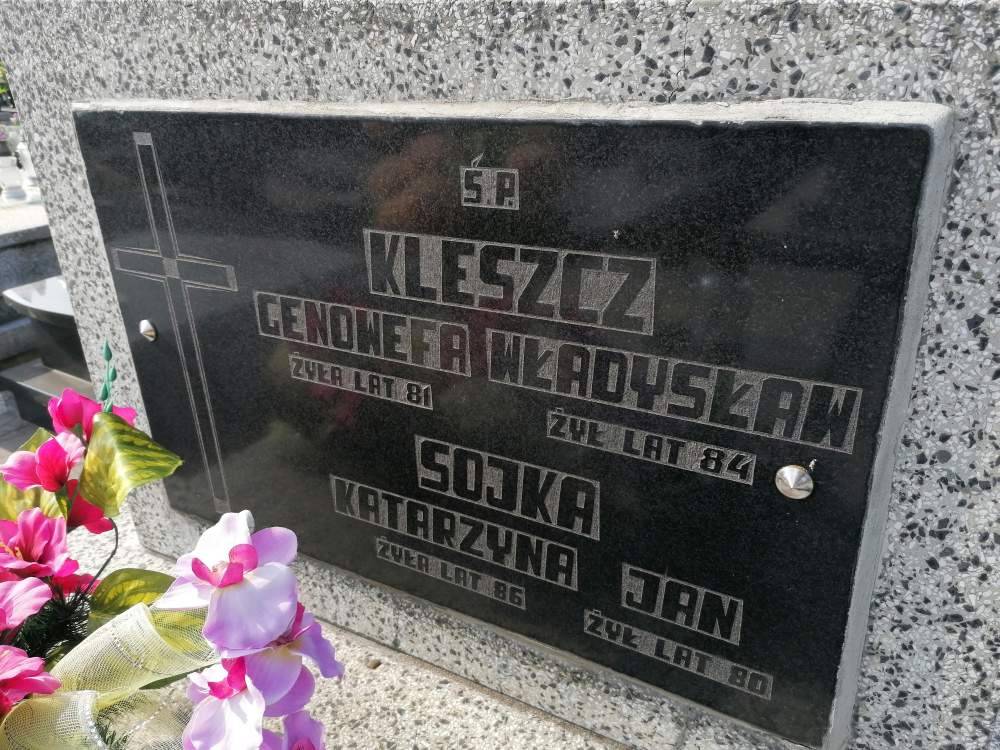 Ś.P.
KLESZCZ
GENOWEFA WŁADYSŁAW
ŻYŁA LAT 81 ŻYŁ LAT 84
SOJKA
KATARZYNA JAN
ŻYŁA LAT 86 ŻYŁ LAT 80